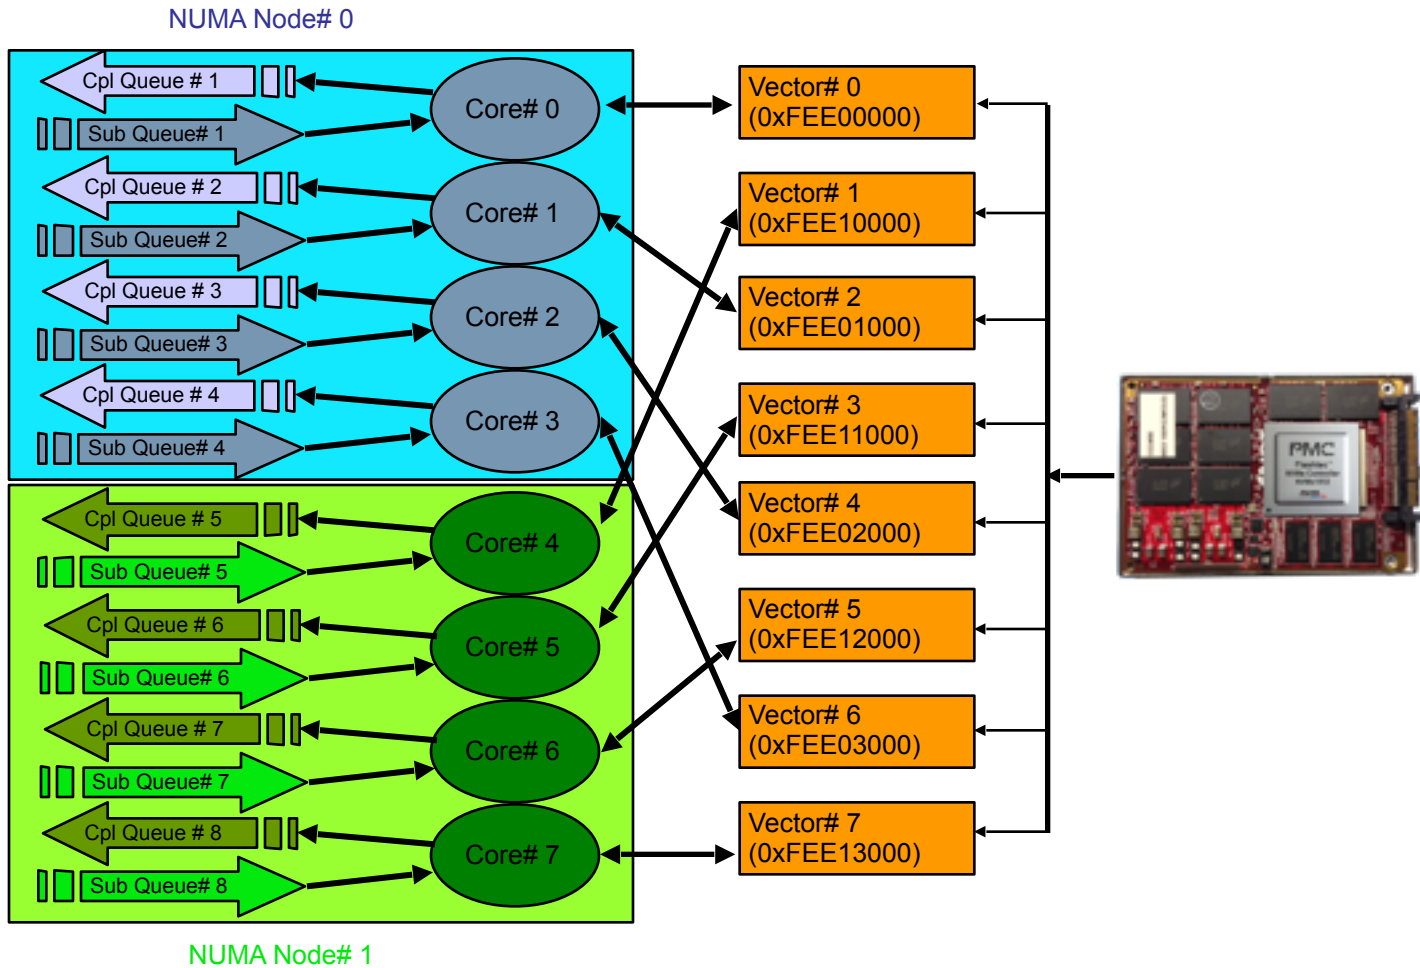 NUMA Node# 0
Cpl Queue # 1
Sub Queue# 1
Core# 0
Cpl Queue # 2
Sub Queue# 2
Core# 1
Cpl Queue # 3
Sub Queue# 3
Core# 2
Cpl Queue # 4
Sub Queue# 4
Core# 3
Cpl Queue # 5
Sub Queue# 5
Core# 4
Cpl Queue # 6
Sub Queue# 6
Core# 5
Cpl Queue # 7
Sub Queue# 7
Core# 6
Cpl Queue # 8
Sub Queue# 8
Core# 7
NUMA Node# 1
Vector# 0
(0xFEE00000)
Vector# 1
(0xFEE10000)
Vector# 2
(0xFEE01000)
Vector# 3
(0xFEE11000)
Vector# 4
(0xFEE02000)
Vector# 5
(0xFEE12000)
Vector# 6
(0xFEE03000)
Vector# 7
(0xFEE13000)
PMC